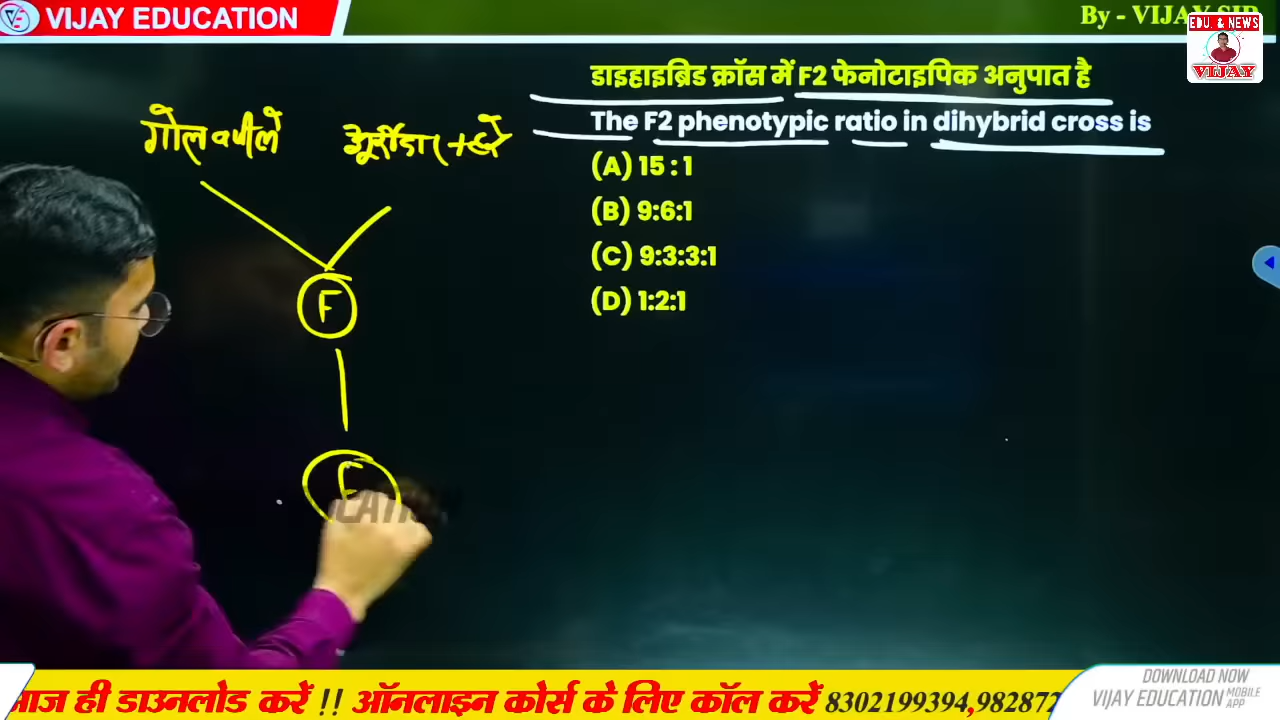 VIJAY EDUCATION
By - VIJAY SIR
EDU. & NEWS
VIJAY
डाइहाइब्रिड क्रॉस में F2 फेनोटाइपिक अनुपात है
The F2 phenotypic ratio in dihybrid cross is
(A) 15 : 1
(B) 9:6:1
(C) 9:3:3:1
(D) 1:2:1
गोल व पीले
F
F
आज ही डाउनलोड करें !! ऑनलाइन कोर्स के लिए कॉल करें 8302199394,982872
DOWNLOAD NOW
VIJAY EDUCATION MOBILE APP